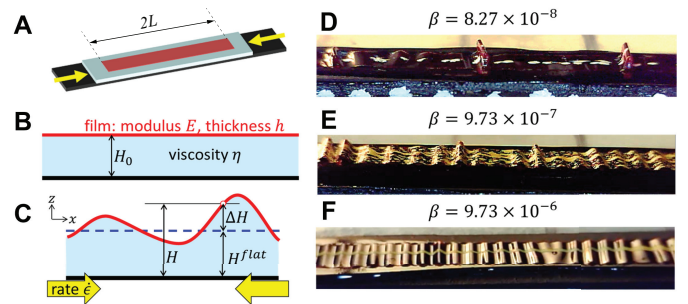 A
2L
B
film: modulus E, thickness h
H₀
viscosity η
C
z
x
ΔH
H
H^{flat}
rate ε̇
D
β = 8.27 × 10⁻⁸
E
β = 9.73 × 10⁻⁷
F
β = 9.73 × 10⁻⁶